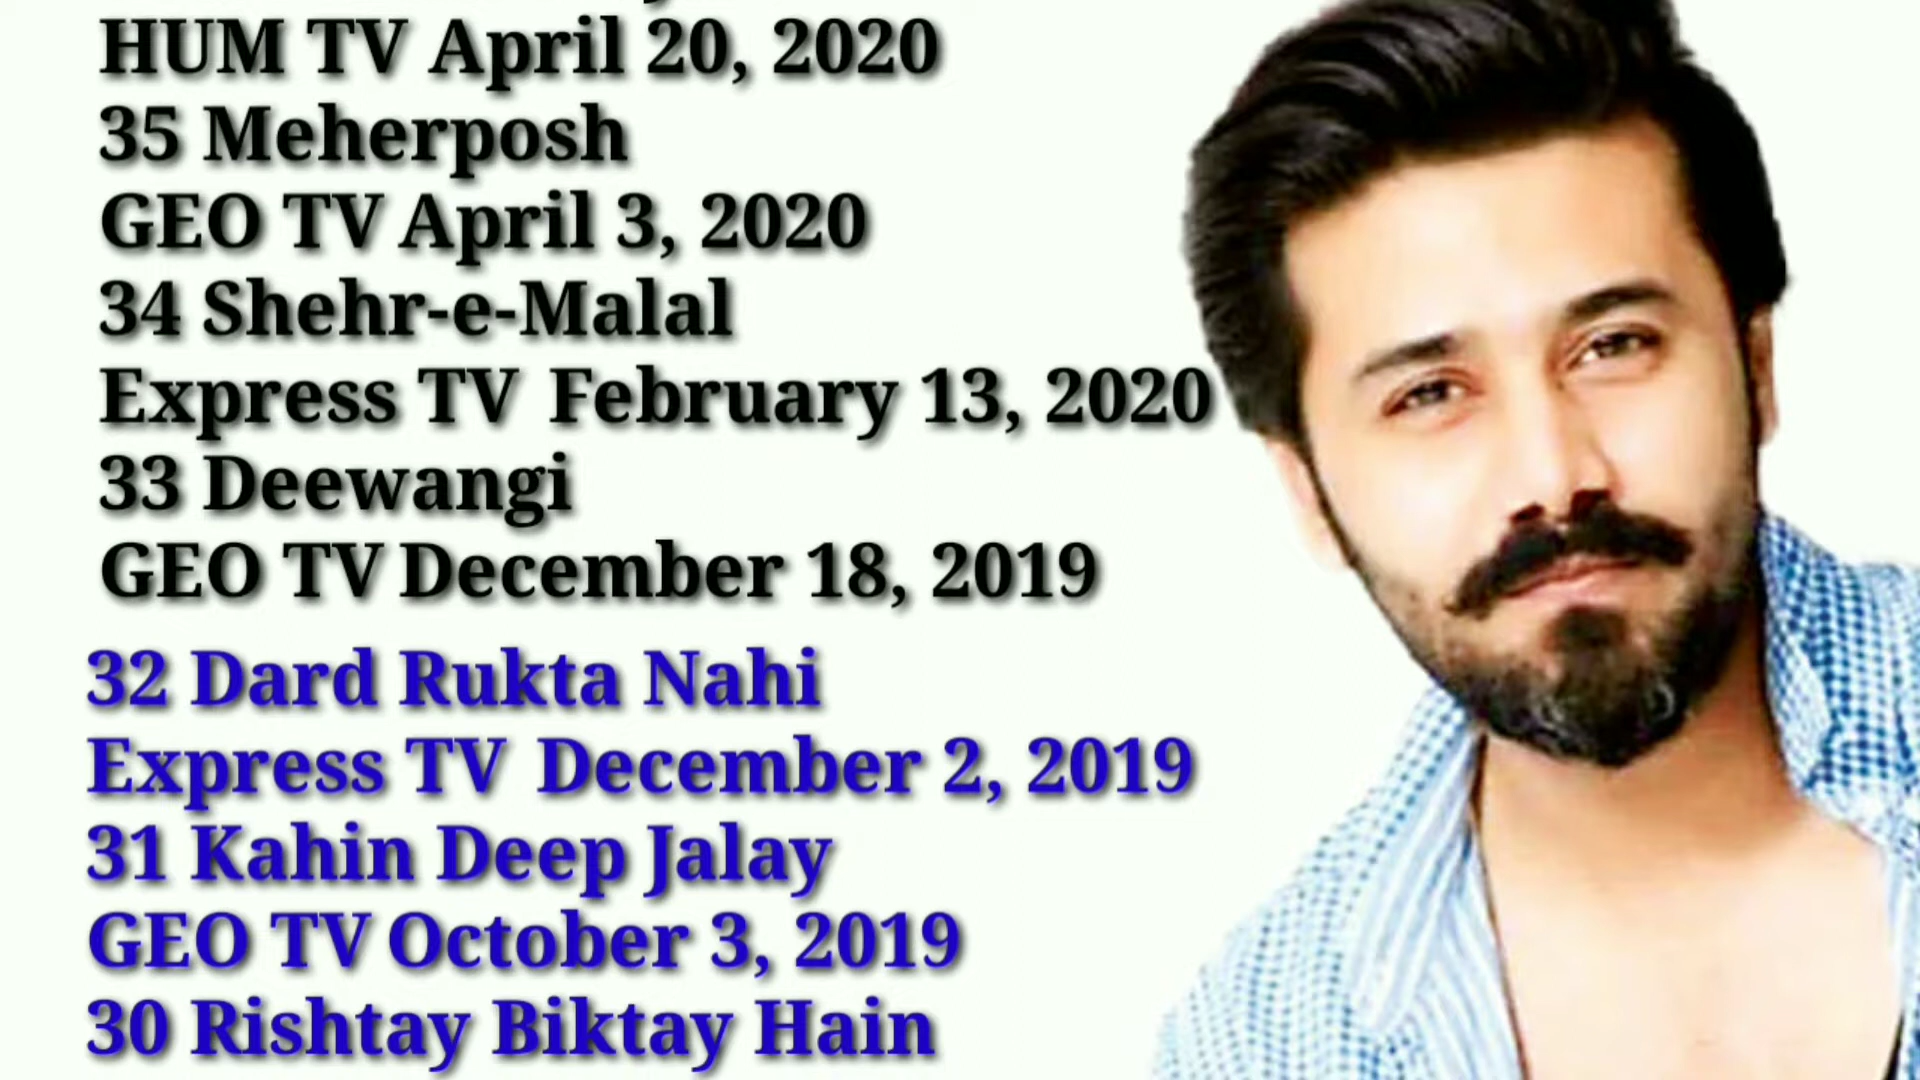 HUM TV April 20, 2020
35 Meherposh
GEO TV April 3, 2020
34 Shehr-e-Malal
Express TV February 13, 2020
33 Deewangi
GEO TV December 18, 2019
32 Dard Rukta Nahi
Express TV December 2, 2019
31 Kahin Deep Jalay
GEO TV October 3, 2019
30 Rishtay Biktay Hain